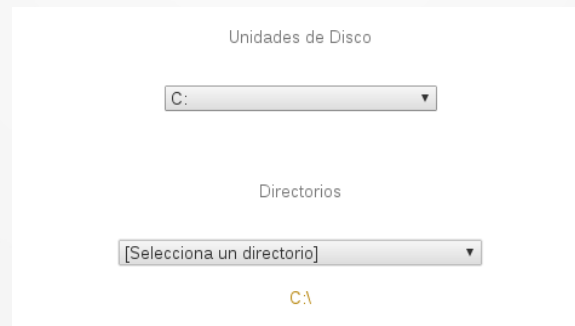 Unidades de Disco
C:
Directorios
[Selecciona un directorio]
C:\